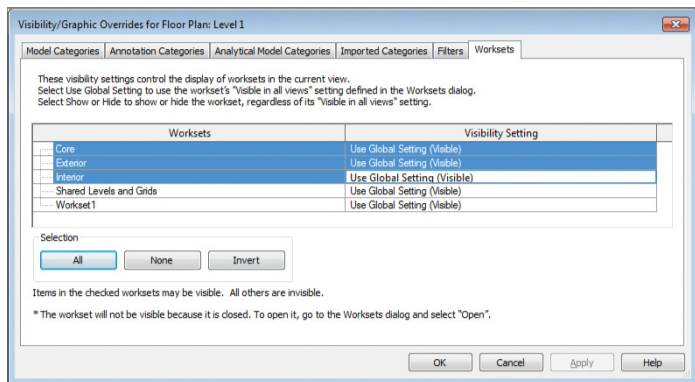 Visibility/Graphic Overrides for Floor Plan: Level 1
Model Categories Annotation Categories Analytical Model Categories Imported Categories Filters Worksets
These visibility settings control the display of worksets in the current view.
Select Use Global Setting to use the workset's "Visible in all views" setting defined in the Worksets dialog.
Select Show or Hide to show or hide the workset, regardless of its "Visible in all views" setting.
Worksets Visibility Setting
Core Use Global Setting (Visible)
Exterior Use Global Setting (Visible)
Interior Use Global Setting (Visible)
Shared Levels and Grids Use Global Setting (Visible)
Workset1 Use Global Setting (Visible)
Selection
All None Invert
Items in the checked worksets may be visible. All others are invisible.
* The workset will not be visible because it is closed. To open it, go to the Worksets dialog and select "Open".
OK Cancel Apply Help